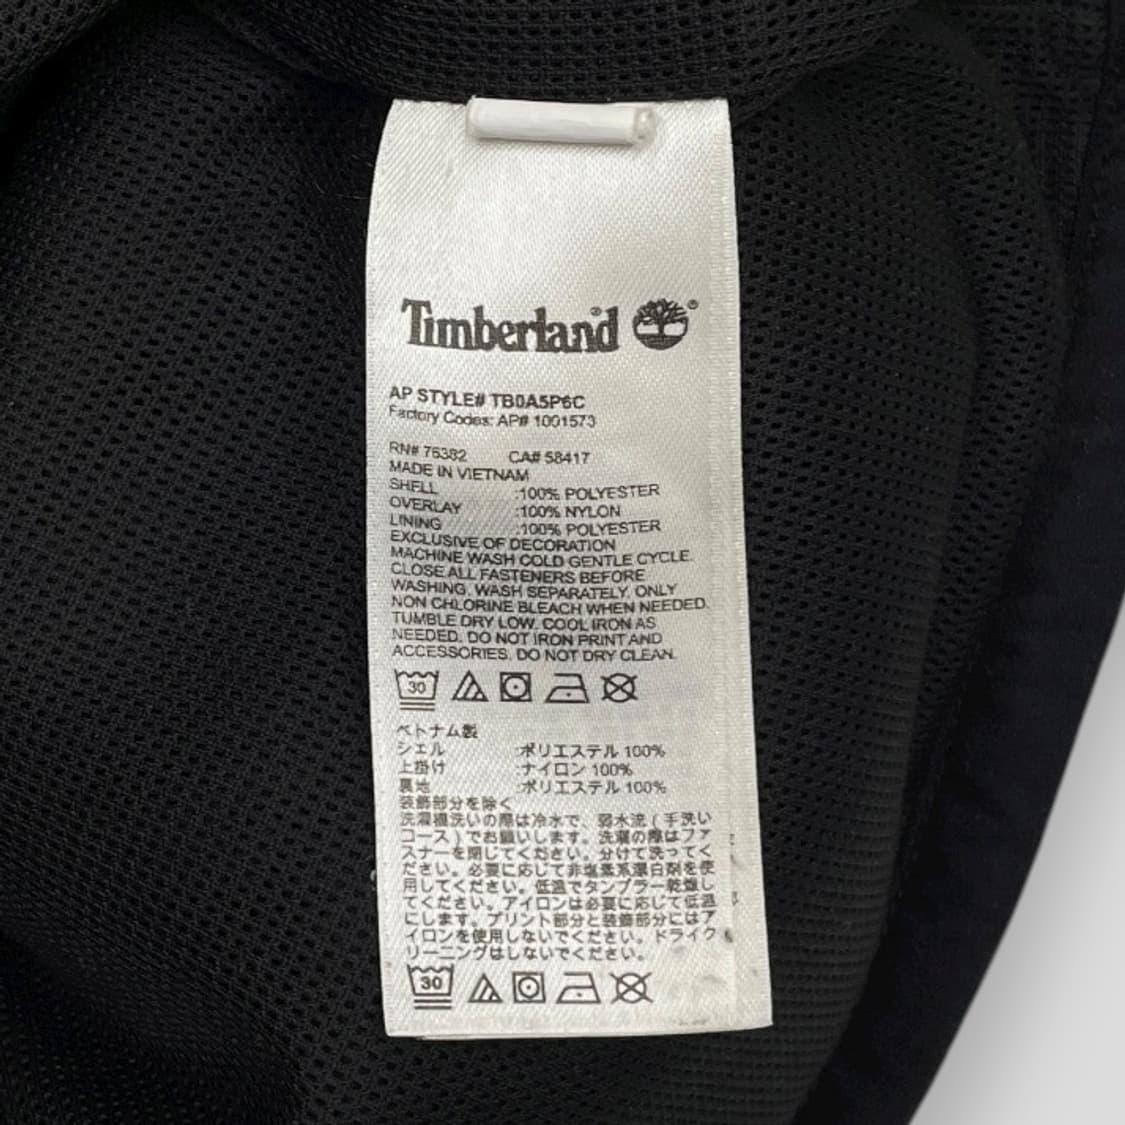 Timberland
AP STYLE# TB0A5P6C
Factory Codes: AP# 1001573
RN# 76382 CA# 58417
MADE IN VIETNAM
SHELL :100% POLYESTER
OVERLAY :100% NYLON
LINING :100% POLYESTER
EXCLUSIVE OF DECORATION
MACHINE WASH COLD GENTLE CYCLE.
CLOSE ALL FASTENERS BEFORE
WASHING. WASH SEPARATELY. ONLY
NON CHLORINE BLEACH WHEN NEEDED.
TUMBLE DRY LOW. COOL IRON AS
NEEDED. DO NOT IRON PRINT AND
ACCESSORIES. DO NOT DRY CLEAN.
30
ベトナム製
シェル :ポリエステル 100%
上掛け :ナイロン 100%
裏地 :ポリエステル 100%
装飾部分を除く
洗濯機洗いの際は冷水で、弱水流 ( 手洗い
コース ) でお願いします。洗濯の際はファ
スナーを閉じてください。分けて洗ってく
ださい。必要に応じて非塩素系漂白剤を使
用してください。低温でタンブラー乾燥し
てください。アイロンは必要に応じて低温
にします。プリント部分と装飾部分にはア
イロンを使用しないでください。ドライク
リーニングはしないでください。
30